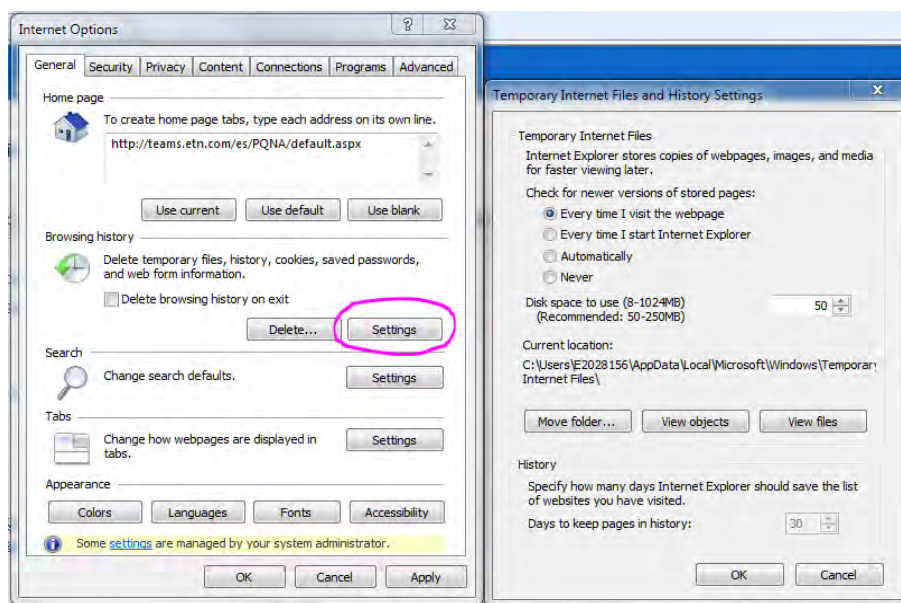 Internet Options
General Security Privacy Content Connections Programs Advanced
Home page
To create home page tabs, type each address on its own line.
http://teams.etn.com/es/PQNA/default.aspx
Use current Use default Use blank
Browsing history
Delete temporary files, history, cookies, saved passwords,
and web form information.
Delete browsing history on exit
Delete... Settings
Search
Change search defaults.
Settings
Tabs
Change how webpages are displayed in
tabs.
Settings
Appearance
Colors Languages Fonts Accessibility
Some settings are managed by your system administrator.
OK Cancel Apply
Temporary Internet Files and History Settings
Temporary Internet Files
Internet Explorer stores copies of webpages, images, and media
for faster viewing later.
Check for newer versions of stored pages:
Every time I visit the webpage
Every time I start Internet Explorer
Automatically
Never
Disk space to use (8-1024MB)
(Recommended: 50-250MB)
50
Current location:
C:\Users\E2028156\AppData\Local\Microsoft\Windows\Temporary
Internet Files\
Move folder... View objects View files
History
Specify how many days Internet Explorer should save the list
of websites you have visited.
Days to keep pages in history:
30
OK Cancel